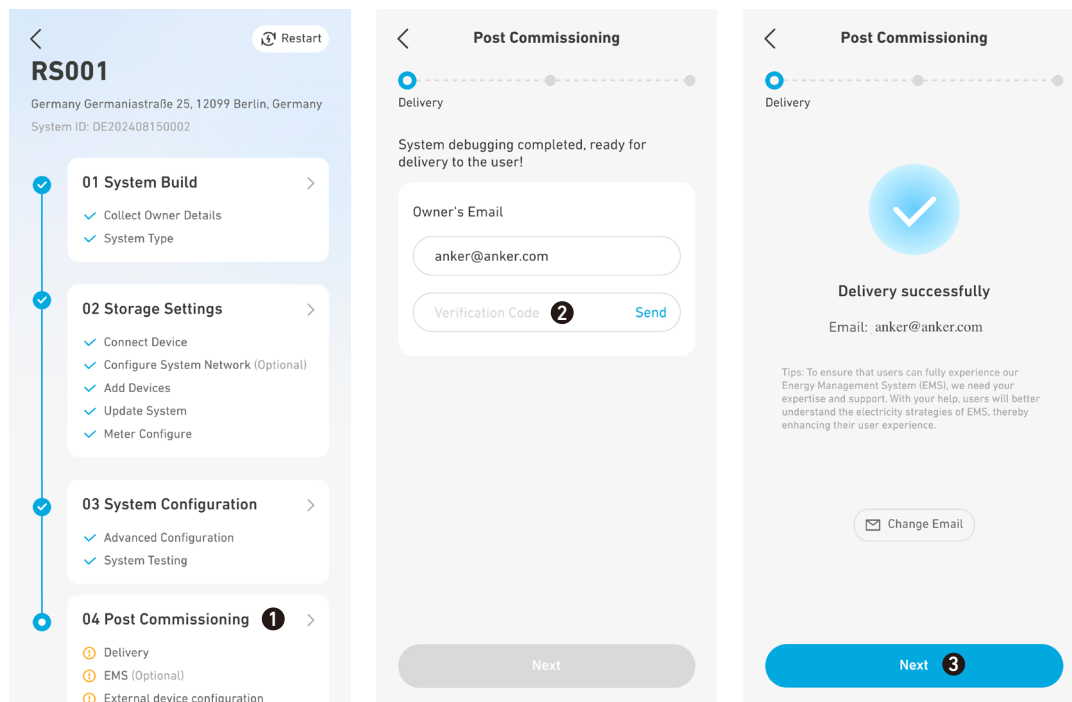 Restart
RS001
Germany Germaniastraße 25, 12099 Berlin, Germany
System ID: DE202408150002
01 System Build
Collect Owner Details
System Type
02 Storage Settings
Connect Device
Configure System Network (Optional)
Add Devices
Update System
Meter Configure
03 System Configuration
Advanced Configuration
System Testing
04 Post Commissioning 1
Delivery
EMS (Optional)
External device configuration
Post Commissioning
Delivery
System debugging completed, ready for
delivery to the user!
Owner's Email
anker@anker.com
Verification Code 2 Send
Next
Post Commissioning
Delivery
Delivery successfully
Email: anker@anker.com
Tips: To ensure that users can fully experience our
Energy Management System (EMS), we need your
expertise and support. With your help, users will better
understand the electricity strategies of EMS, thereby
enhancing their user experience.
Change Email
Next 3